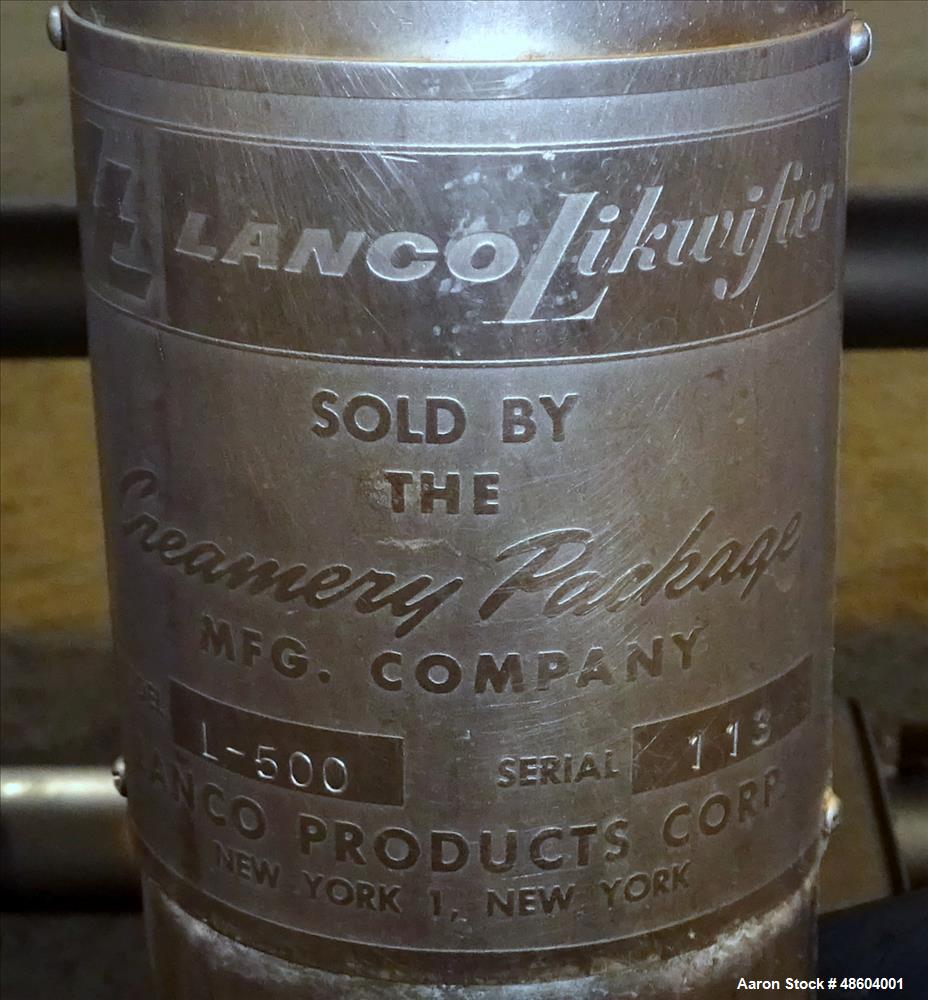 L LANCO Likwifier
SOLD BY
THE
Creamery Package
MFG. COMPANY
L-500 SERIAL 113
LANCO PRODUCTS CORP.
NEW YORK 1, NEW YORK
Aaron Stock # 48604001